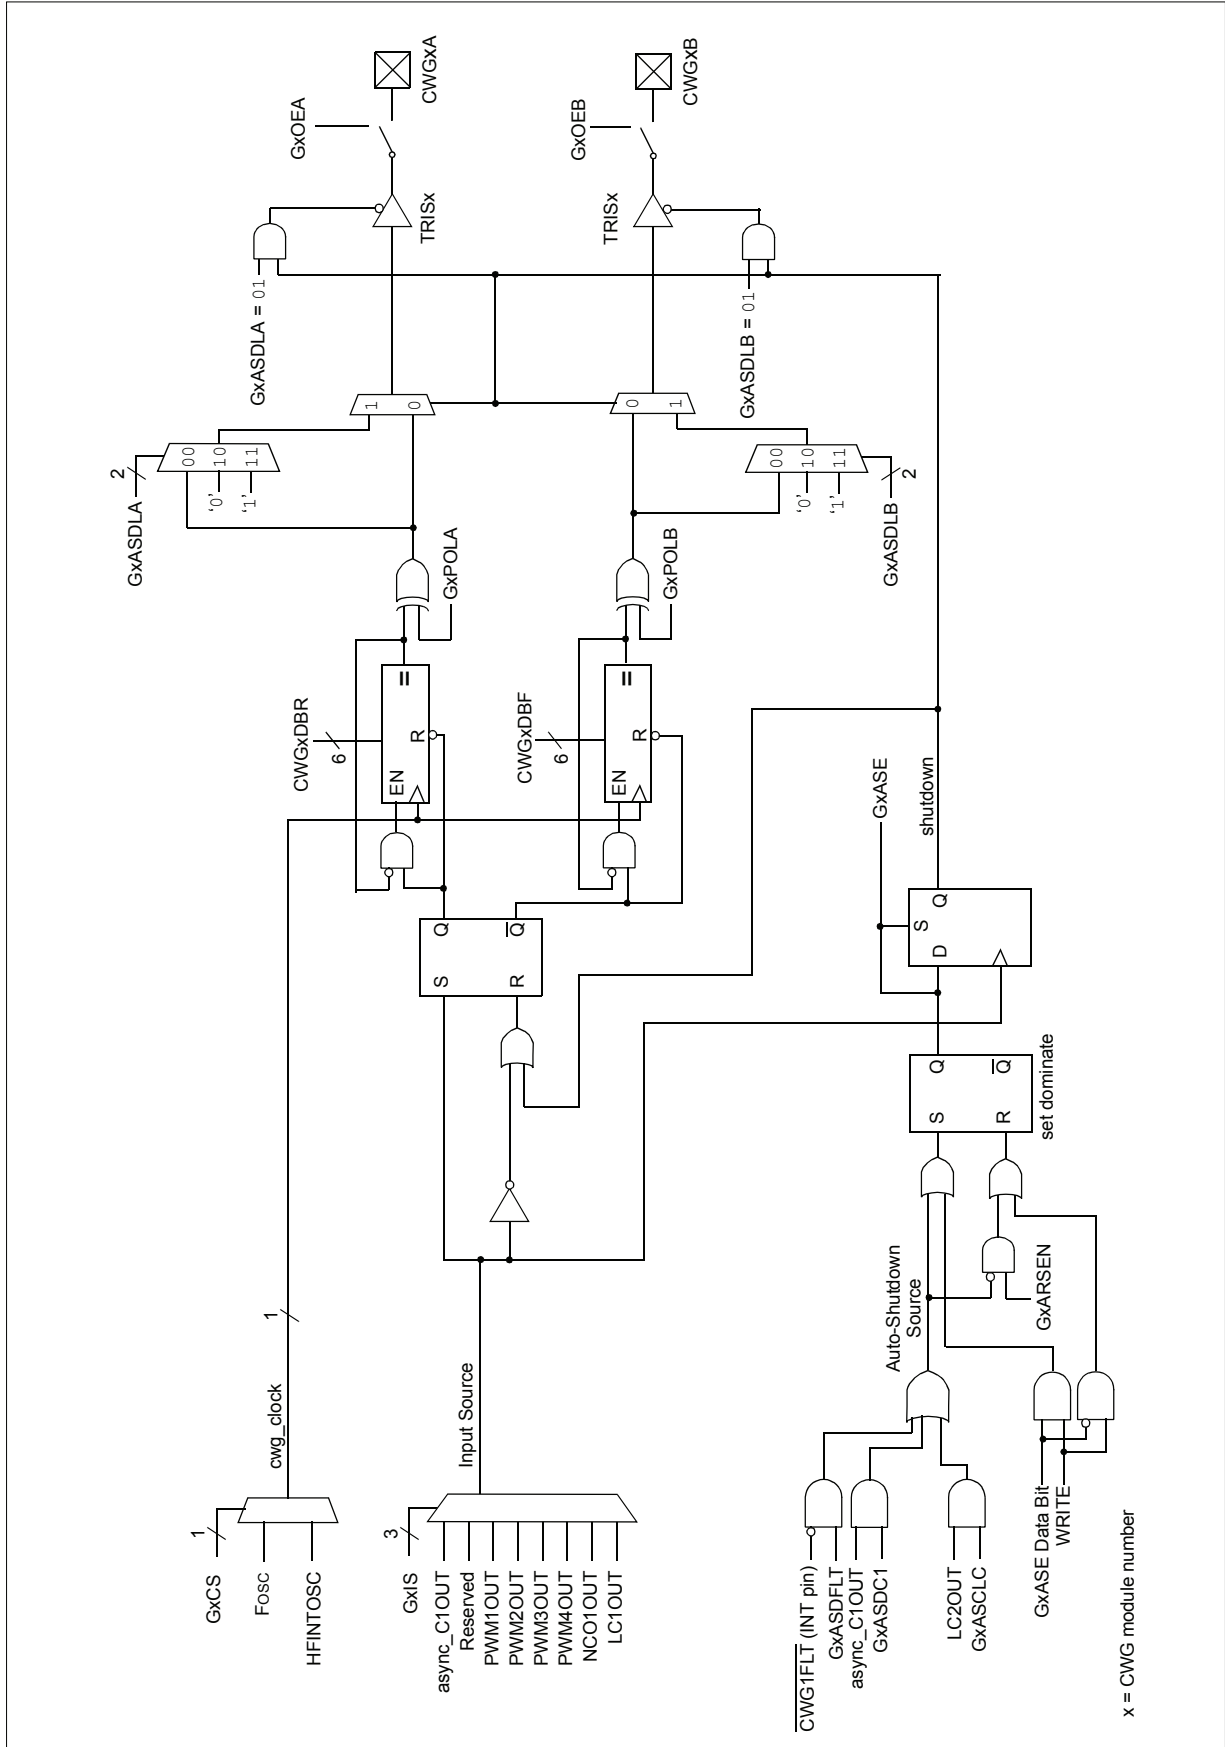 GxCS
1
FOSC
HFINTOSC
cwg_clock
1
GxIS
3
async_C1OUT
Reserved
PWM1OUT
PWM2OUT
PWM3OUT
PWM4OUT
NCO1OUT
LC1OUT
Input Source
S
Q
R
Q
CWGxDBR
6
EN
R
=
GxPOLA
CWGxDBF
6
EN
R
=
GxPOLB
GxASDLA
2
00
10
11
'0'
'1'
1
0
GxASDLA = 01
TRISx
GxOEA
CWGxA
GxASDLB
2
00
10
11
'0'
'1'
0
1
GxASDLB = 01
TRISx
GxOEB
CWGxB
CWG1FLT (INT pin)
GxASDFLT
async_C1OUT
GxASDC1
LC2OUT
GxASCLC
Auto-Shutdown
Source
GxARSEN
GxASE Data Bit
WRITE
S
Q
R
Q
set dominate
GxASE
S
D
Q
shutdown
x = CWG module number